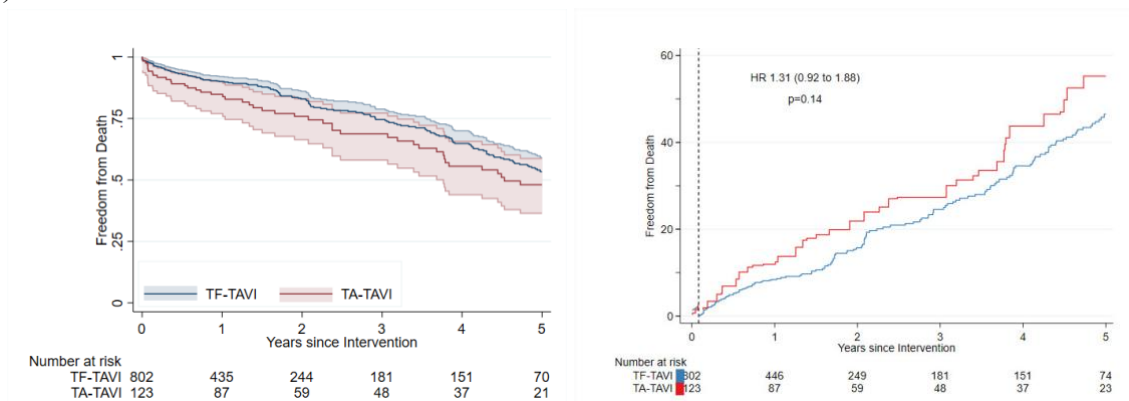 )
1
.75
.5
.25
0
Freedom from Death
TF-TAVI TA-TAVI
0 1 2 3 4 5
Years since Intervention
Number at risk
TF-TAVI 802 435 244 181 151 70
TA-TAVI 123 87 59 48 37 21
60
40
20
0
Freedom from Death
HR 1.31 (0.92 to 1.88)
p=0.14
0 1 2 3 4 5
Years since Intervention
Number at risk
TF-TAVI 802 446 249 181 151 74
TA-TAVI 123 87 59 48 37 23